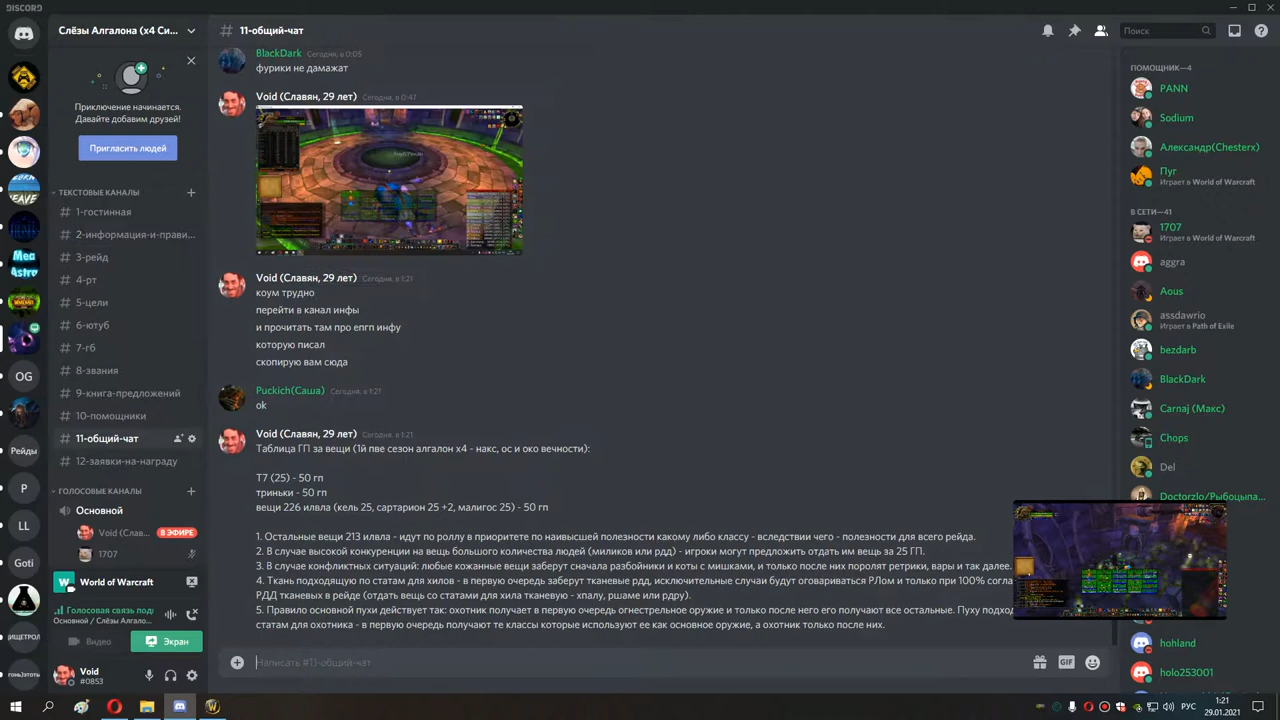 DISCORD
Слёзы Алгалона (x4 Си...
# 11-общий-чат
Поиск
Приключение начинается.
Давайте добавим друзей!
Пригласить людей
ТЕКСТОВЫЕ КАНАЛЫ
# 1-гостинная
# 2-информация-и-прави...
# 3-рейд
# 4-рт
# 5-цели
# 6-ютуб
# 7-гб
# 8-звания
# 9-книга-предложений
# 10-помощники
# 11-общий-чат
# 12-заявки-на-награду
ГОЛОСОВЫЕ КАНАЛЫ
Основной
Void (Слав...
В ЭФИРЕ
1707
World of Warcraft
Голосовая связь подк
Основной / Слёзы Алгало...
Видео
Экран
Void
#0853
Mea
Astro
OG
Рейды
P
LL
Goti
BlackDark Сегодня, в 0:05
фурики не дамажат
Void (Славян, 29 лет) Сегодня, в 0:47
Void (Славян, 29 лет) Сегодня, в 1:21
коум трудно
перейти в канал инфы
и прочитать там про епгп инфу
которую писал
скопирую вам сюда
Puckich(Саша) Сегодня, в 1:21
ok
Void (Славян, 29 лет) Сегодня, в 1:21
Таблица ГП за вещи (1й пве сезон алгалон х4 - накс, ос и око вечности):
Т7 (25) - 50 гп
триньки - 50 гп
вещи 226 илвла (кель 25, сартарион 25 +2, малигос 25) - 50 гп
1. Остальные вещи 213 илвла - идут по роллу в приоритете по наивысшей полезности какому либо классу - вследствии чего - полезности для всего рейда.
2. В случае высокой конкуренции на вещь большого количества людей (миликов или рдд) - игроки могут предложить отдать им вещь за 25 ГП.
3. В случае конфликтных ситуаций: любые кожанные вещи заберут сначала разбойники и коты с мишками, и только после них поролят ретрики, вары и так далее.
4. Ткань подходящую по статам для хилов - в первую очередь заберут тканевые рдд, исключительные случаи будут оговариваться РЛом и только при 100% согла
РДД тканевых в рейде (отдать вещь со статами для хила тканевую - хпалу, ршаме или рдру).
5. Правило основной пухи действует так: охотник получает в первую очередь огнестрельное оружие и только после него его получают все остальные. Пуху подход
статам для охотника - в первую очередь получают те классы которые используют ее как основное оружие, а охотник только после них.
Написать #11-общий-чат
GIF
ПОМОЩНИК—4
PANN
Sodium
Александр(Chesterx)
Пуг
Играет в World of Warcraft
В СЕТИ—41
1707
Играет в World of Warcraft
aggra
Aous
assdawrio
Играет в Path of Exile
bezdarb
BlackDark
Carnaj (Макс)
Chops
Del
Doctorzlo/Рыбоцыпа...
hohland
holo253001
РУС
1:21
29.01.2021